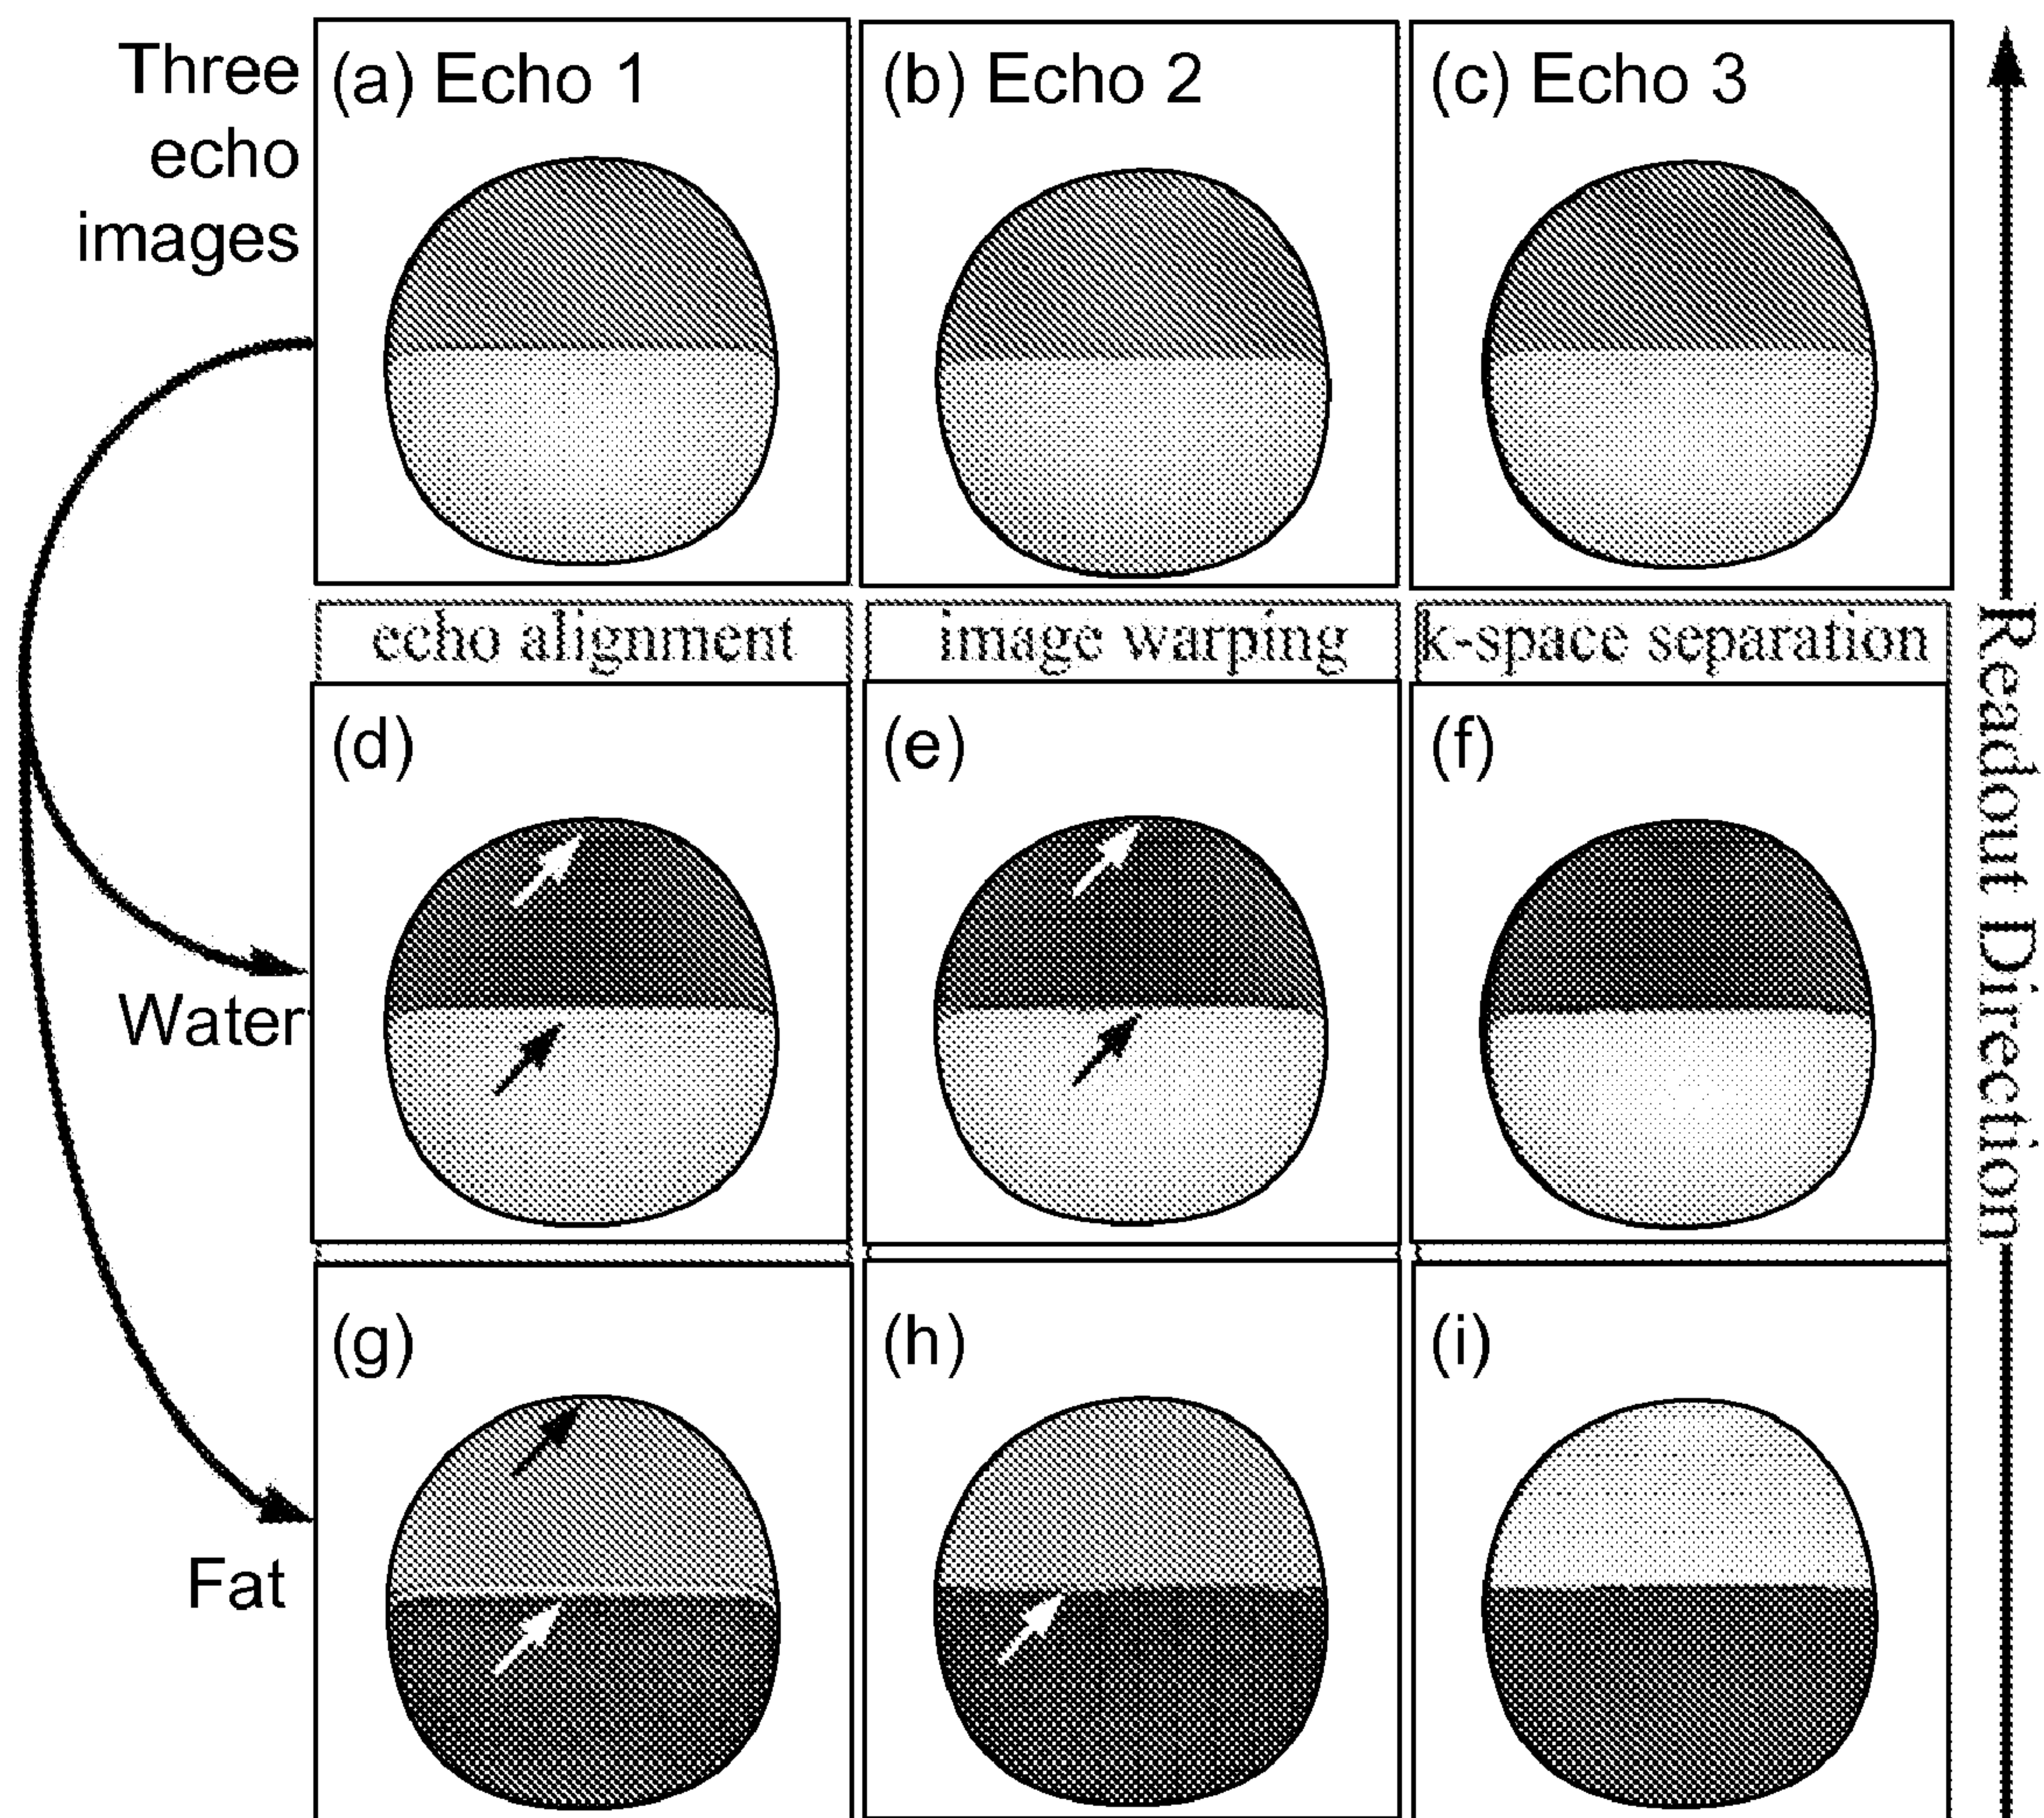 Three
echo
images
(a) Echo 1
(b) Echo 2
(c) Echo 3
echo alignment
image warping
k-space separation
Water
(d)
(e)
(f)
Fat
(g)
(h)
(i)
Readout Direction